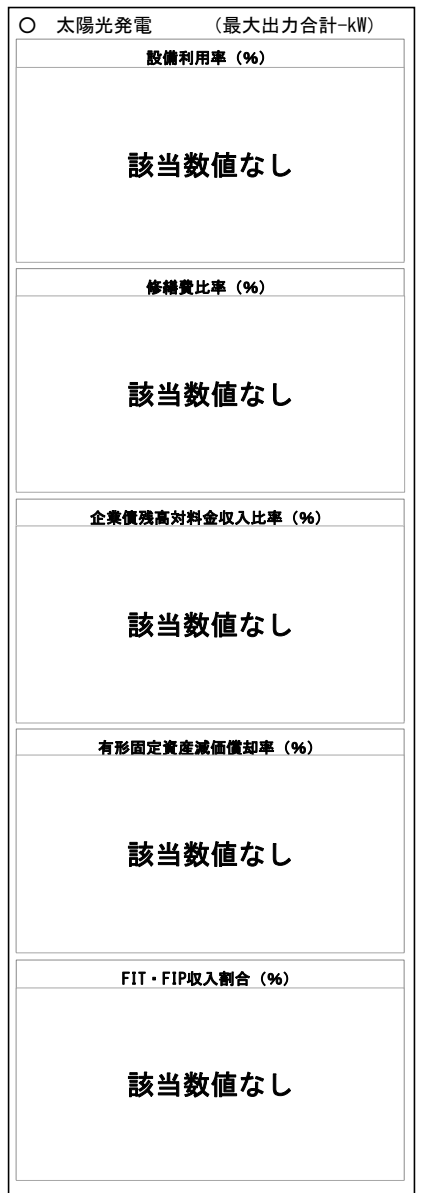 ○ 太陽光発電 (最大出力合計-kW)
設備利用率(%)
該当数値なし
修繕費比率(%)
該当数値なし
企業債残高対料金収入比率(%)
該当数値なし
有形固定資産減価償却率(%)
該当数値なし
FIT・FIP収入割合(%)
該当数値なし